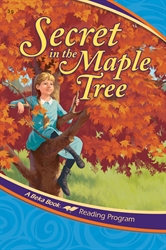 Secret
in the
Maple
Tree
A Beka Book Reading Program